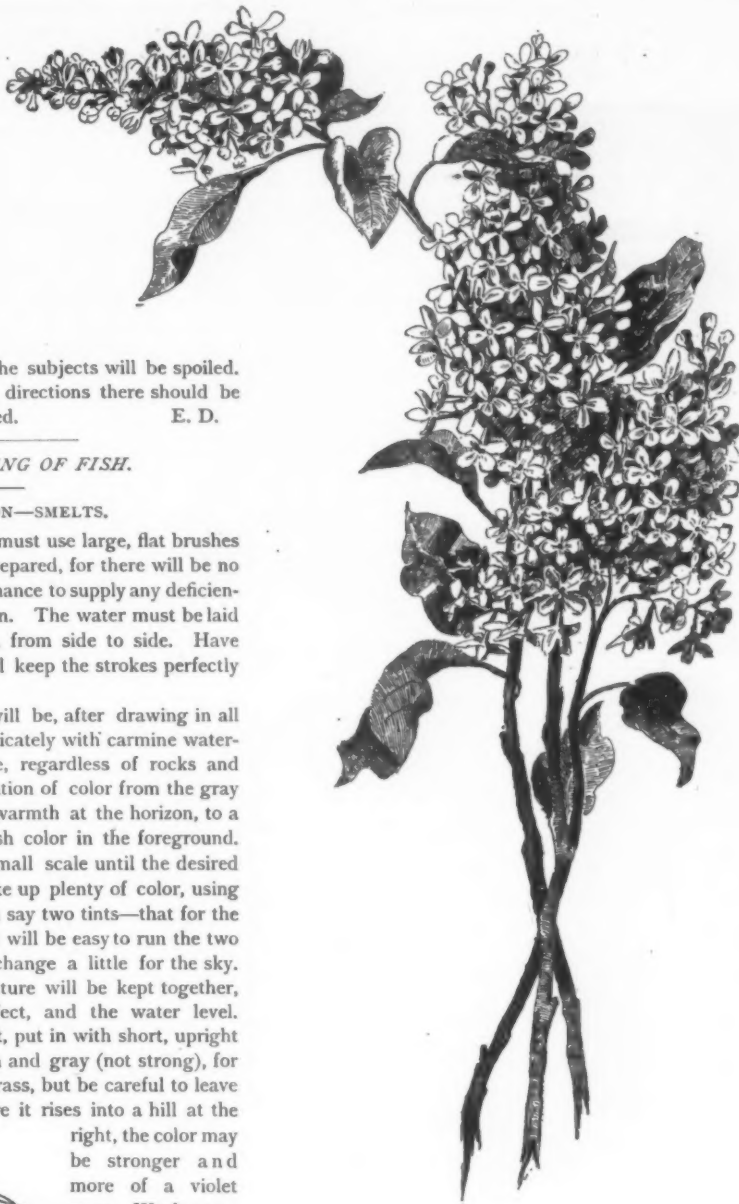 he subjects will be spoiled.
directions there should be
ed. E. D.
NG OF FISH.
N—SMELTS.
must use large, flat brushes
epared, for there will be no
hance to supply any deficien-
n. The water must be laid
from side to side. Have
l keep the strokes perfectly
will be, after drawing in all
icately with carmine water-
e, regardless of rocks and
tion of color from the gray
warmth at the horizon, to a
sh color in the foreground.
mall scale until the desired
ke up plenty of color, using
say two tints—that for the
will be easy to run the two
change a little for the sky.
ture will be kept together,
ect, and the water level.
t, put in with short, upright
and gray (not strong), for
rass, but be careful to leave
e it rises into a hill at the
right, the color may
be stronger and
more of a violet